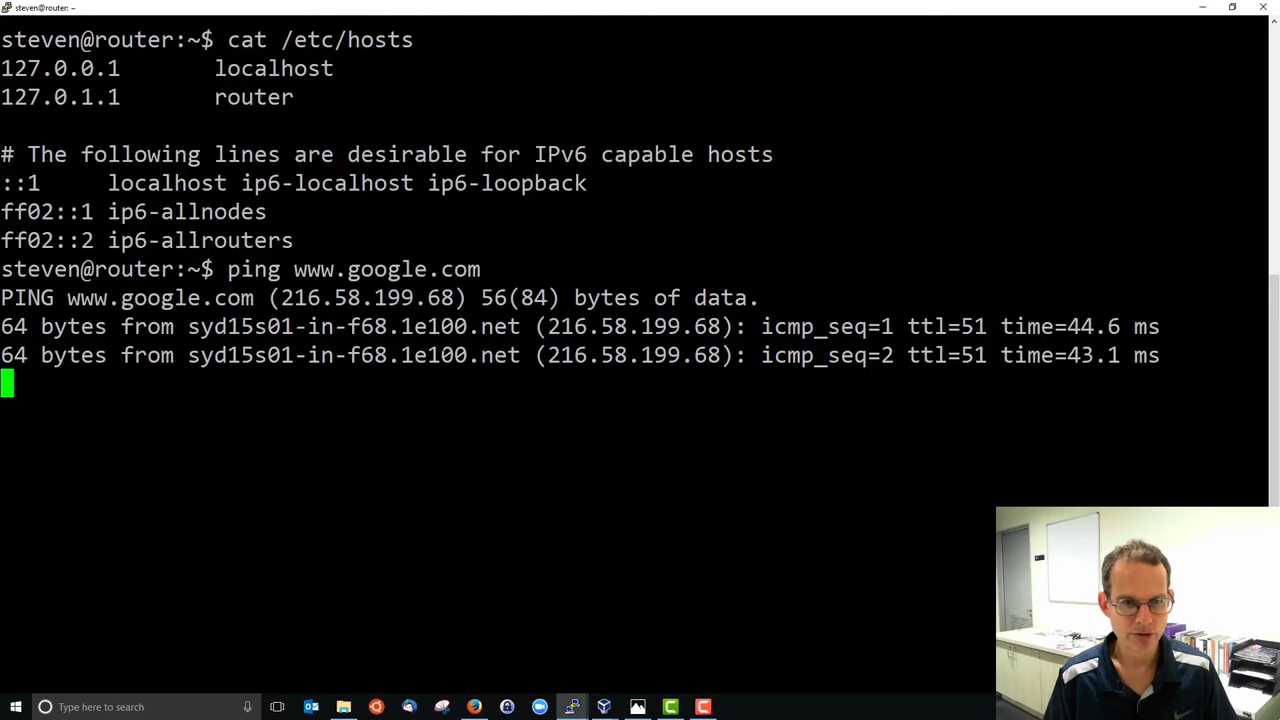 steven@router: ~
steven@router:~$ cat /etc/hosts
127.0.0.1       localhost
127.0.1.1       router
# The following lines are desirable for IPv6 capable hosts
::1     localhost ip6-localhost ip6-loopback
ff02::1 ip6-allnodes
ff02::2 ip6-allrouters
steven@router:~$ ping www.google.com
PING www.google.com (216.58.199.68) 56(84) bytes of data.
64 bytes from syd15s01-in-f68.1e100.net (216.58.199.68): icmp_seq=1 ttl=51 time=44.6 ms
64 bytes from syd15s01-in-f68.1e100.net (216.58.199.68): icmp_seq=2 ttl=51 time=43.1 ms
Type here to search